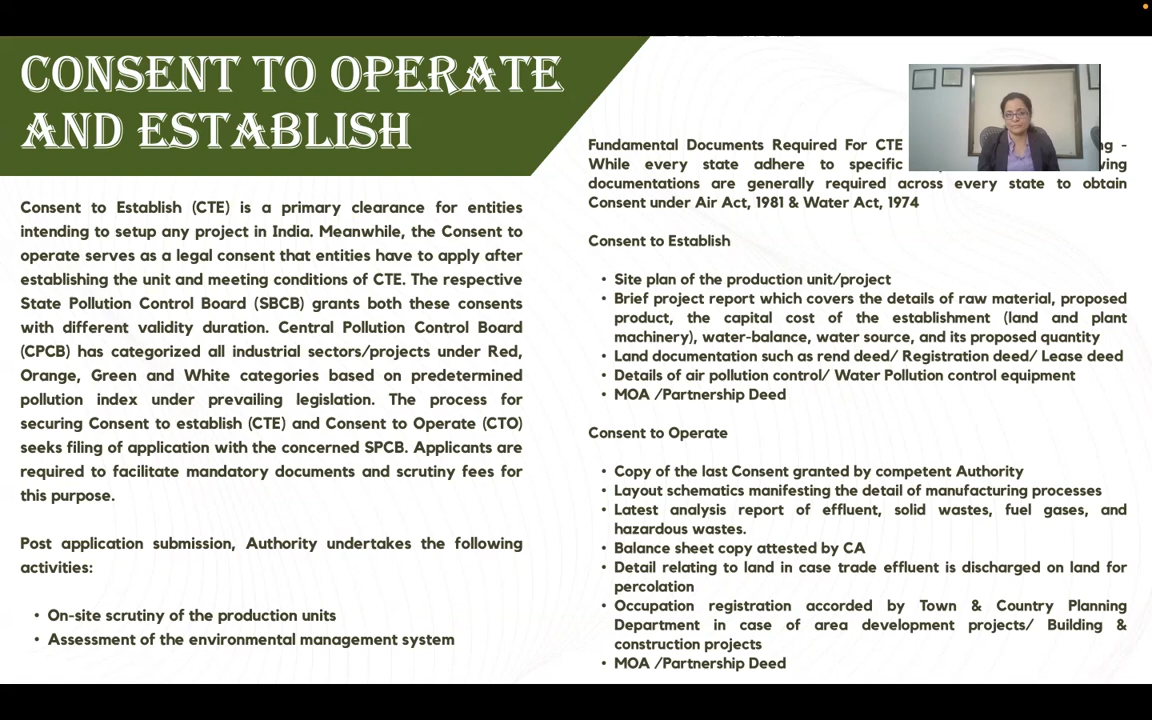 CONSENT TO OPERATE
AND ESTABLISH
Consent to Establish (CTE) is a primary clearance for entities
intending to setup any project in India. Meanwhile, the Consent to
operate serves as a legal consent that entities have to apply after
establishing the unit and meeting conditions of CTE. The respective
State Pollution Control Board (SBCB) grants both these consents
with different validity duration. Central Pollution Control Board
(CPCB) has categorized all industrial sectors/projects under Red,
Orange, Green and White categories based on predetermined
pollution index under prevailing legislation. The process for
securing Consent to establish (CTE) and Consent to Operate (CTO)
seeks filing of application with the concerned SPCB. Applicants are
required to facilitate mandatory documents and scrutiny fees for
this purpose.
Post application submission, Authority undertakes the following
activities:
• On-site scrutiny of the production units
• Assessment of the environmental management system
Fundamental Documents Required For CTE
While every state adhere to specific
documentations are generally required across every state to obtain
Consent under Air Act, 1981 & Water Act, 1974
Consent to Establish
• Site plan of the production unit/project
• Brief project report which covers the details of raw material, proposed
product, the capital cost of the establishment (land and plant
machinery), water-balance, water source, and its proposed quantity
• Land documentation such as rend deed/ Registration deed/ Lease deed
• Details of air pollution control/ Water Pollution control equipment
• MOA /Partnership Deed
Consent to Operate
• Copy of the last Consent granted by competent Authority
• Layout schematics manifesting the detail of manufacturing processes
• Latest analysis report of effluent, solid wastes, fuel gases, and
hazardous wastes.
• Balance sheet copy attested by CA
• Detail relating to land in case trade effluent is discharged on land for
percolation
• Occupation registration accorded by Town & Country Planning
Department in case of area development projects/ Building &
construction projects
• MOA /Partnership Deed